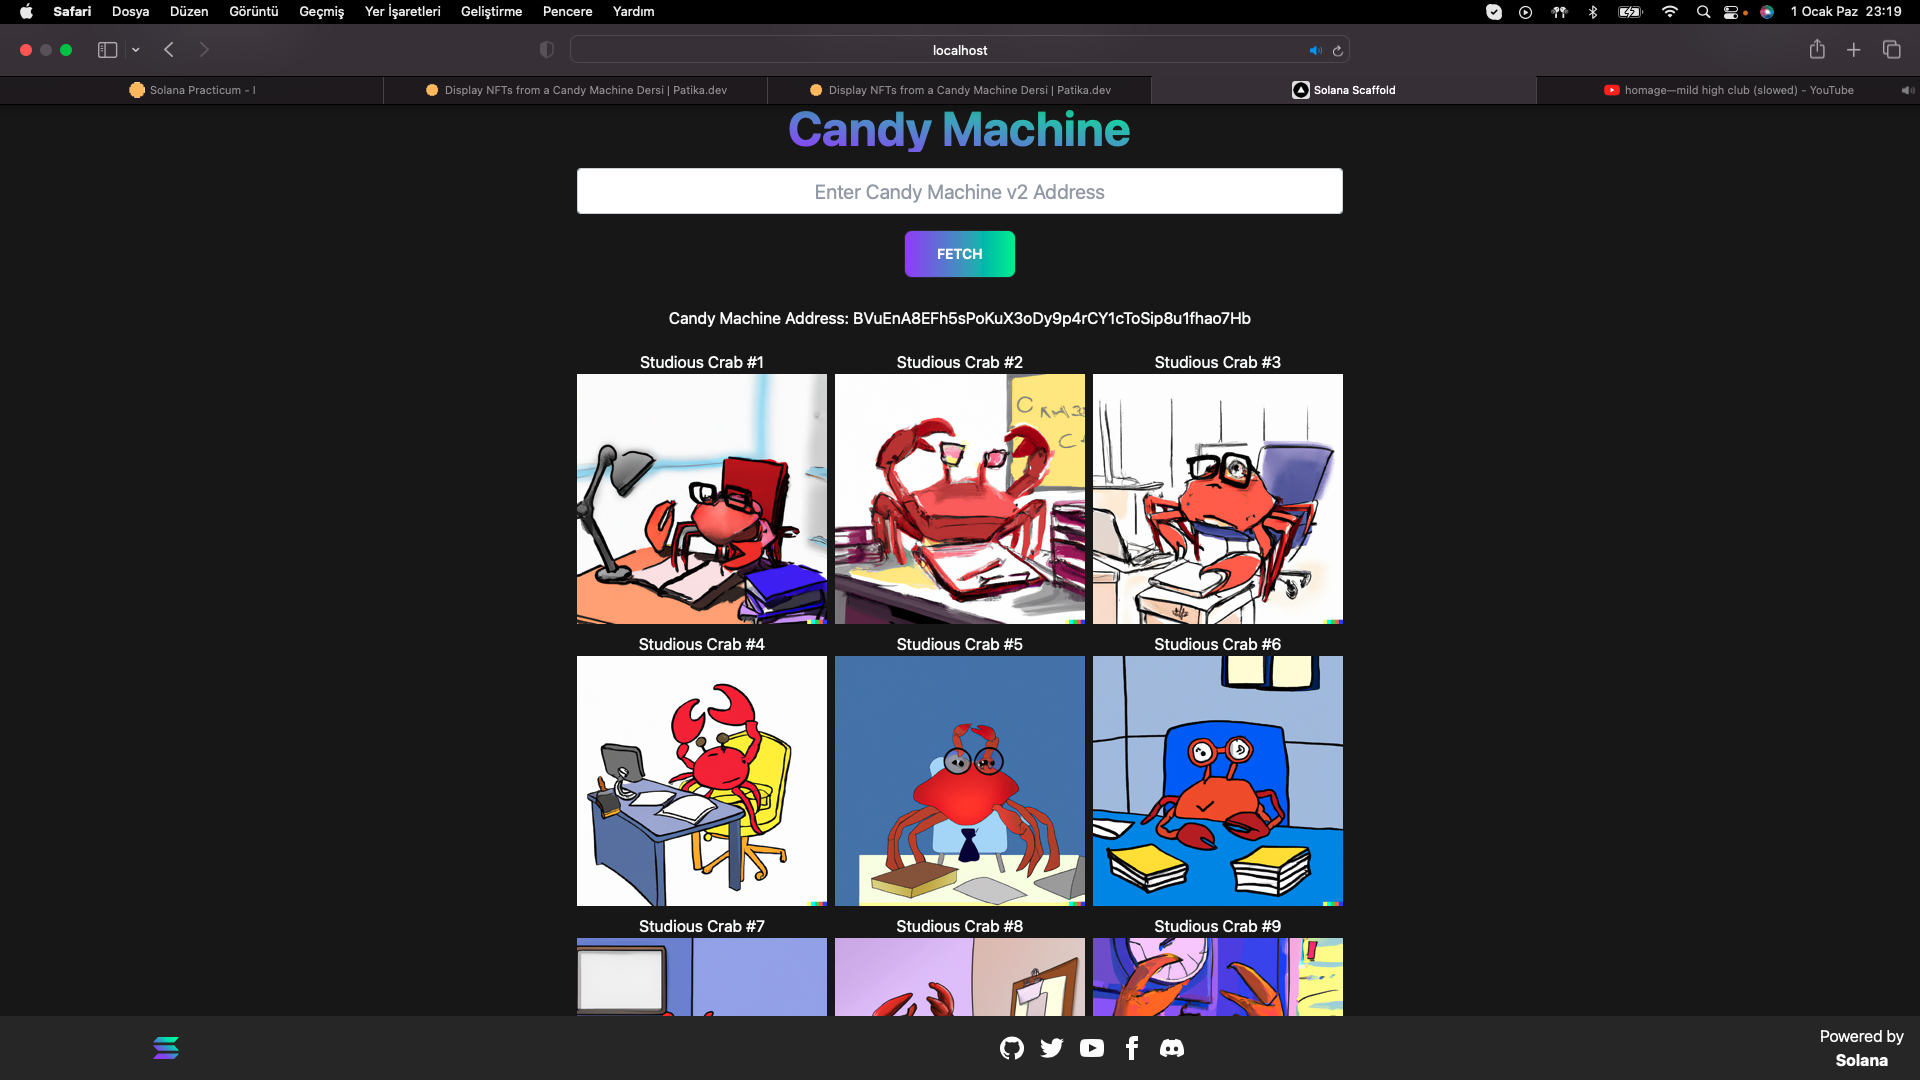 Safari Dosya Düzen Görüntü Geçmiş Yer İşaretleri Geliştirme Pencere Yardım 1 Ocak Paz 23:19
localhost
Solana Practicum - I
Display NFTs from a Candy Machine Dersi | Patika.dev
Display NFTs from a Candy Machine Dersi | Patika.dev
Solana Scaffold
homage—mild high club (slowed) - YouTube
Candy Machine
Enter Candy Machine v2 Address
FETCH
Candy Machine Address: BVuEnA8EFh5sPoKuX3oDy9p4rCY1cToSip8u1fhao7Hb
Studious Crab #1
Studious Crab #2
Studious Crab #3
Studious Crab #4
Studious Crab #5
Studious Crab #6
Studious Crab #7
Studious Crab #8
Studious Crab #9
Powered by
Solana